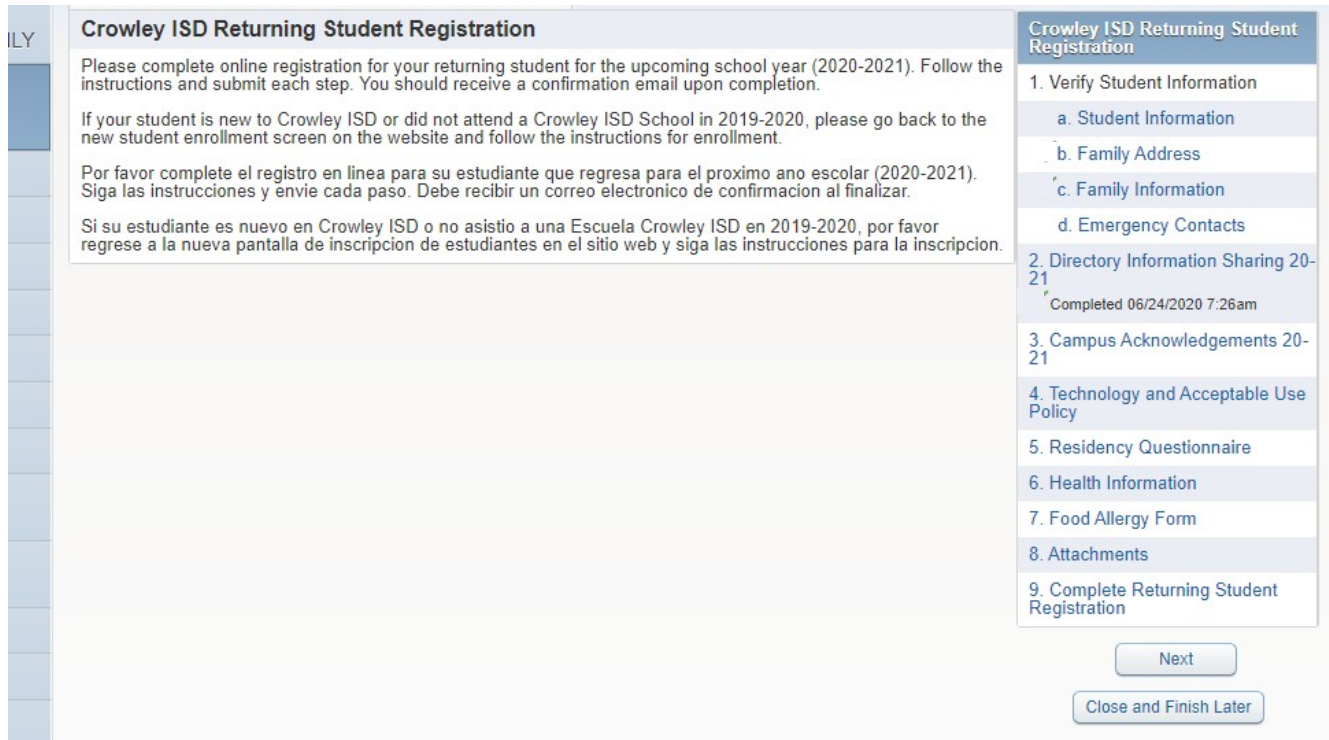 ILY
Crowley ISD Returning Student Registration
Please complete online registration for your returning student for the upcoming school year (2020-2021). Follow the
instructions and submit each step. You should receive a confirmation email upon completion.
If your student is new to Crowley ISD or did not attend a Crowley ISD School in 2019-2020, please go back to the
new student enrollment screen on the website and follow the instructions for enrollment.
Por favor complete el registro en linea para su estudiante que regresa para el proximo ano escolar (2020-2021).
Siga las instrucciones y envie cada paso. Debe recibir un correo electronico de confirmacion al finalizar.
Si su estudiante es nuevo en Crowley ISD o no asistio a una Escuela Crowley ISD en 2019-2020, por favor
regrese a la nueva pantalla de inscripcion de estudiantes en el sitio web y siga las instrucciones para la inscripcion.
Crowley ISD Returning Student
Registration
1. Verify Student Information
a. Student Information
b. Family Address
c. Family Information
d. Emergency Contacts
2. Directory Information Sharing 20-
21
Completed 06/24/2020 7:26am
3. Campus Acknowledgements 20-
21
4. Technology and Acceptable Use
Policy
5. Residency Questionnaire
6. Health Information
7. Food Allergy Form
8. Attachments
9. Complete Returning Student
Registration
Next
Close and Finish Later